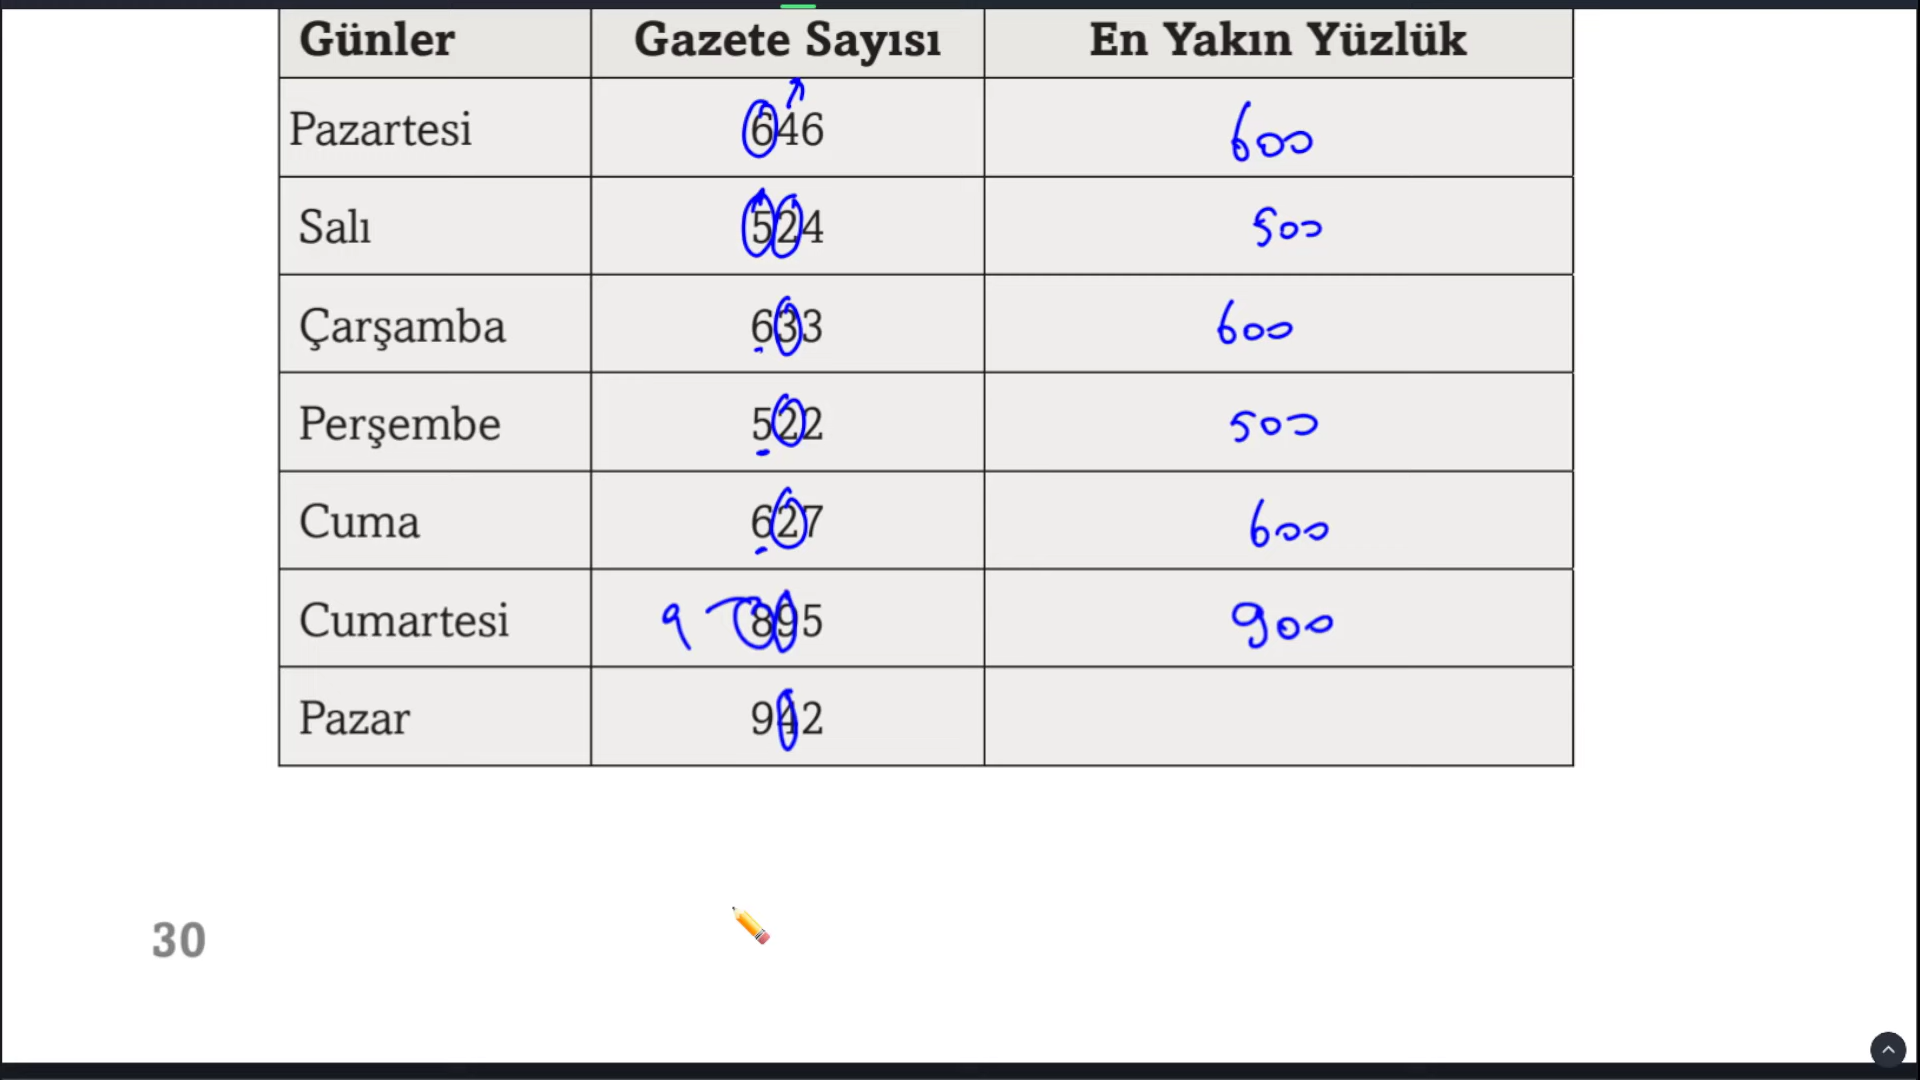 Günler Gazete Sayısı En Yakın Yüzlük
Pazartesi 646 600
Salı 524 500
Çarşamba 633 600
Perşembe 522 500
Cuma 627 600
Cumartesi 9 895 900
Pazar 942
30